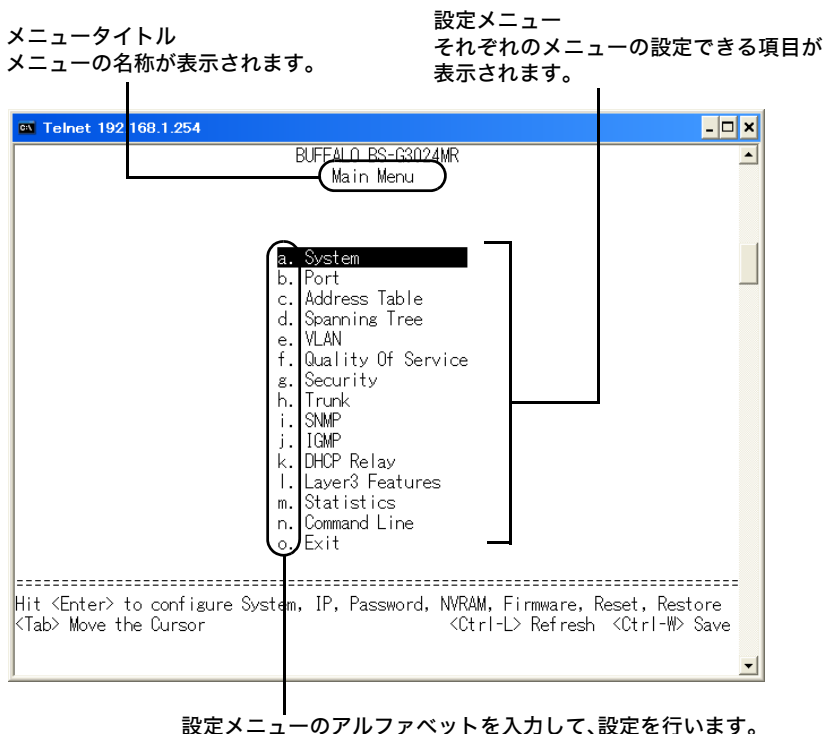 メニュータイトル
メニューの名称が表示されます。
設定メニュー
それぞれのメニューの設定できる項目が
表示されます。
Telnet 192.168.1.254
BUFFALO BS-G3024MR
Main Menu
a. System
b. Port
c. Address Table
d. Spanning Tree
e. VLAN
f. Quality Of Service
g. Security
h. Trunk
i. SNMP
j. IGMP
k. DHCP Relay
l. Layer3 Features
m. Statistics
n. Command Line
o. Exit
Hit <Enter> to configure System, IP, Password, NVRAM, Firmware, Reset, Restore
<Tab> Move the Cursor <Ctrl-L> Refresh <Ctrl-W> Save
設定メニューのアルファベットを入力して、設定を行います。